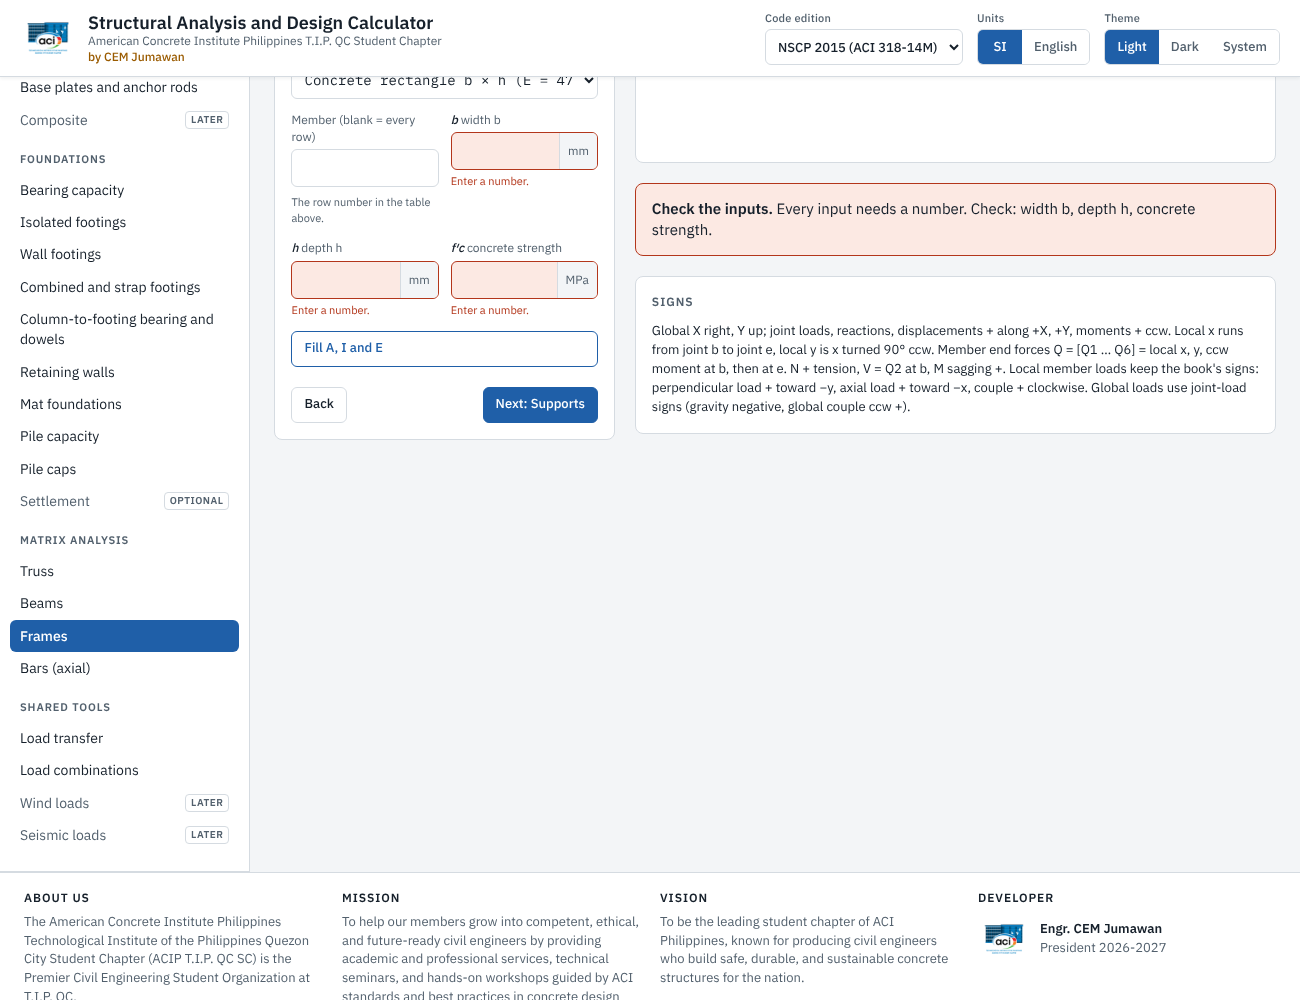 Structural Analysis and Design Calculator
American Concrete Institute Philippines T.I.P. QC Student Chapter
by CEM Jumawan
Code edition
NSCP 2015 (ACI 318-14M)
Units
SI
English
Theme
Light
Dark
System
Base plates and anchor rods
Composite
LATER
FOUNDATIONS
Bearing capacity
Isolated footings
Wall footings
Combined and strap footings
Column-to-footing bearing and
dowels
Retaining walls
Mat foundations
Pile capacity
Pile caps
Settlement
OPTIONAL
MATRIX ANALYSIS
Truss
Beams
Frames
Bars (axial)
SHARED TOOLS
Load transfer
Load combinations
Wind loads
LATER
Seismic loads
LATER
Concrete rectangle b × h (E = 47
Member (blank = every
row)
The row number in the table
above.
b width b
mm
Enter a number.
h depth h
mm
Enter a number.
f'c concrete strength
MPa
Enter a number.
Fill A, I and E
Back
Next: Supports
Check the inputs. Every input needs a number. Check: width b, depth h, concrete
strength.
SIGNS
Global X right, Y up; joint loads, reactions, displacements + along +X, +Y, moments + ccw. Local x runs
from joint b to joint e, local y is x turned 90° ccw. Member end forces Q = [Q1 … Q6] = local x, y, ccw
moment at b, then at e. N + tension, V = Q2 at b, M sagging +. Local member loads keep the book's signs:
perpendicular load + toward −y, axial load + toward −x, couple + clockwise. Global loads use joint-load
signs (gravity negative, global couple ccw +).
ABOUT US
The American Concrete Institute Philippines
Technological Institute of the Philippines Quezon
City Student Chapter (ACIP T.I.P. QC SC) is the
Premier Civil Engineering Student Organization at
T.I.P. QC.
MISSION
To help our members grow into competent, ethical,
and future-ready civil engineers by providing
academic and professional services, technical
seminars, and hands-on workshops guided by ACI
standards and best practices in concrete design
VISION
To be the leading student chapter of ACI
Philippines, known for producing civil engineers
who build safe, durable, and sustainable concrete
structures for the nation.
DEVELOPER
aci
Engr. CEM Jumawan
President 2026-2027